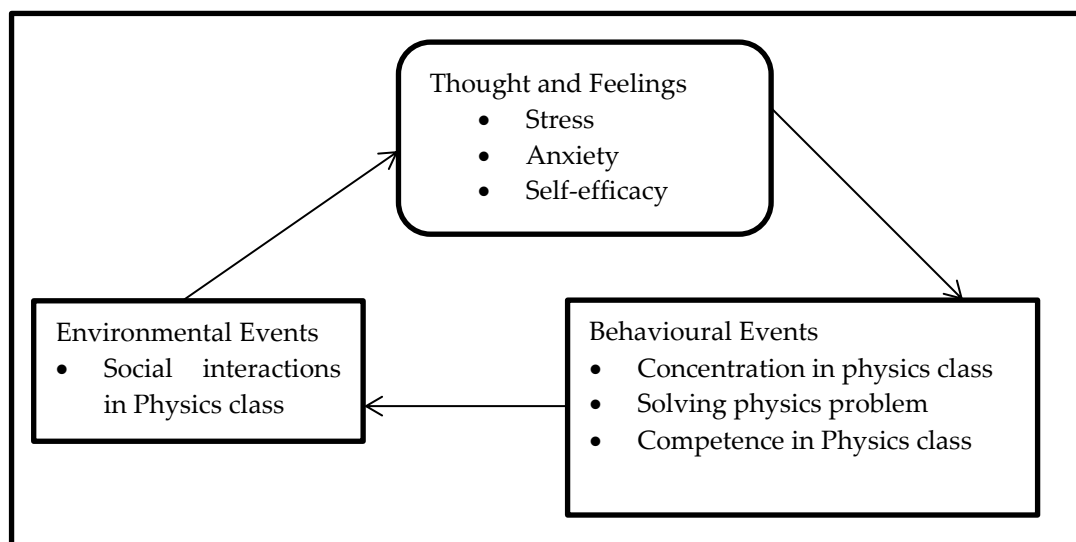 Thought and Feelings
• Stress
• Anxiety
• Self-efficacy
Environmental Events
• Social interactions
in Physics class
Behavioural Events
• Concentration in physics class
• Solving physics problem
• Competence in Physics class